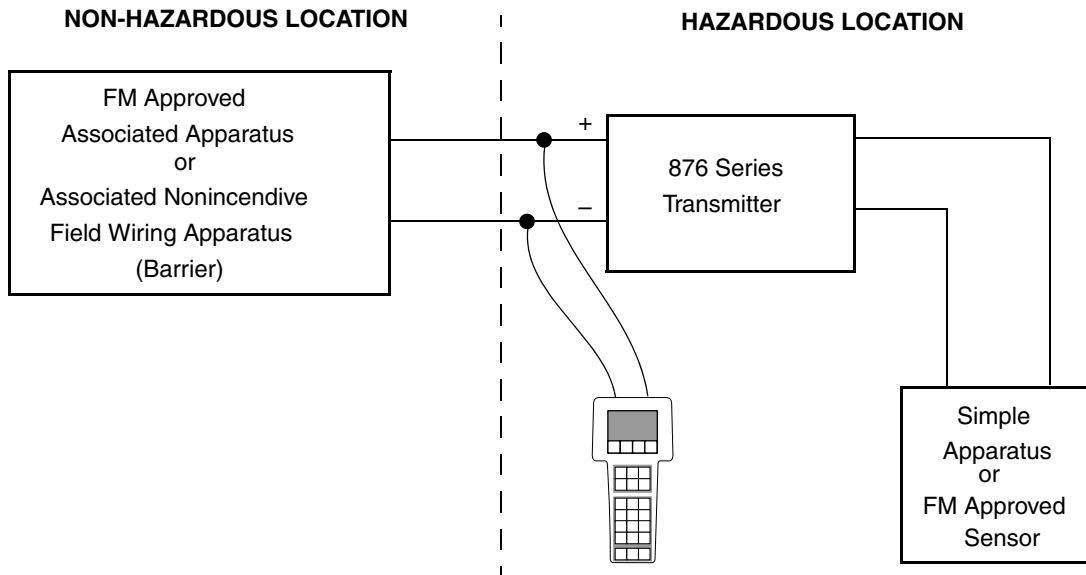 NON-HAZARDOUS LOCATION
HAZARDOUS LOCATION
FM Approved
Associated Apparatus
or
Associated Nonincendive
Field Wiring Apparatus
(Barrier)
+
–
876 Series
Transmitter
Simple
Apparatus
or
FM Approved
Sensor